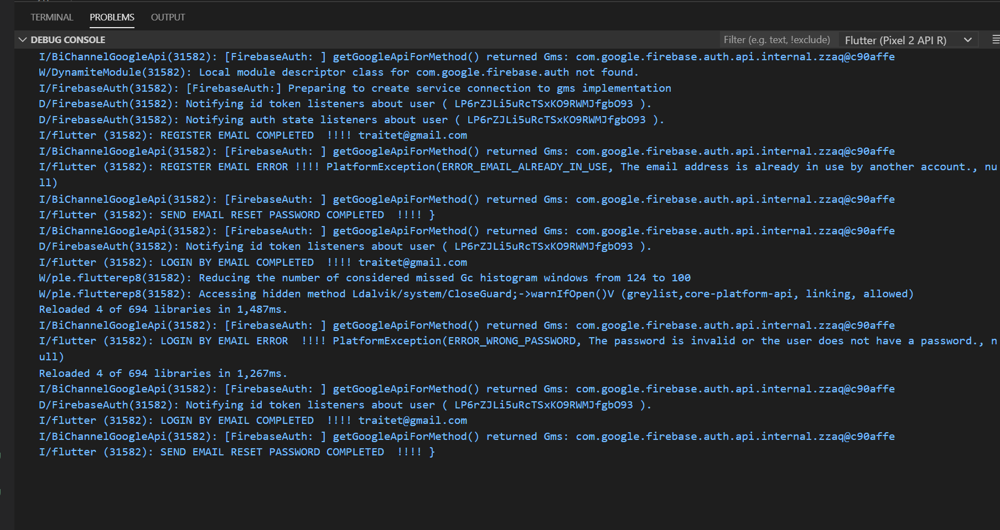 TERMINAL PROBLEMS OUTPUT
DEBUG CONSOLE Filter (e.g. text, !exclude) Flutter (Pixel 2 API R)
I/BiChannelGoogleApi(31582): [FirebaseAuth: ] getGoogleApiForMethod() returned Gms: com.google.firebase.auth.api.internal.zzaq@c90affe
W/DynamiteModule(31582): Local module descriptor class for com.google.firebase.auth not found.
I/FirebaseAuth(31582): [FirebaseAuth:] Preparing to create service connection to gms implementation
D/FirebaseAuth(31582): Notifying id token listeners about user ( LP6rZJLi5uRcTSxKO9RWMJfgbO93 ).
D/FirebaseAuth(31582): Notifying auth state listeners about user ( LP6rZJLi5uRcTSxKO9RWMJfgbO93 ).
I/flutter (31582): REGISTER EMAIL COMPLETED  !!!! traitet@gmail.com
I/BiChannelGoogleApi(31582): [FirebaseAuth: ] getGoogleApiForMethod() returned Gms: com.google.firebase.auth.api.internal.zzaq@c90affe
I/flutter (31582): REGISTER EMAIL ERROR !!!! PlatformException(ERROR_EMAIL_ALREADY_IN_USE, The email address is already in use by another account., nu
ll)
I/BiChannelGoogleApi(31582): [FirebaseAuth: ] getGoogleApiForMethod() returned Gms: com.google.firebase.auth.api.internal.zzaq@c90affe
I/flutter (31582): SEND EMAIL RESET PASSWORD COMPLETED  !!!! }
I/BiChannelGoogleApi(31582): [FirebaseAuth: ] getGoogleApiForMethod() returned Gms: com.google.firebase.auth.api.internal.zzaq@c90affe
D/FirebaseAuth(31582): Notifying id token listeners about user ( LP6rZJLi5uRcTSxKO9RWMJfgbO93 ).
I/flutter (31582): LOGIN BY EMAIL COMPLETED  !!!! traitet@gmail.com
W/ple.flutterep8(31582): Reducing the number of considered missed Gc histogram windows from 124 to 100
W/ple.flutterep8(31582): Accessing hidden method Ldalvik/system/CloseGuard;->warnIfOpen()V (greylist,core-platform-api, linking, allowed)
Reloaded 4 of 694 libraries in 1,487ms.
I/BiChannelGoogleApi(31582): [FirebaseAuth: ] getGoogleApiForMethod() returned Gms: com.google.firebase.auth.api.internal.zzaq@c90affe
I/flutter (31582): LOGIN BY EMAIL ERROR  !!!! PlatformException(ERROR_WRONG_PASSWORD, The password is invalid or the user does not have a password., n
ull)
Reloaded 4 of 694 libraries in 1,267ms.
I/BiChannelGoogleApi(31582): [FirebaseAuth: ] getGoogleApiForMethod() returned Gms: com.google.firebase.auth.api.internal.zzaq@c90affe
D/FirebaseAuth(31582): Notifying id token listeners about user ( LP6rZJLi5uRcTSxKO9RWMJfgbO93 ).
I/flutter (31582): LOGIN BY EMAIL COMPLETED  !!!! traitet@gmail.com
I/BiChannelGoogleApi(31582): [FirebaseAuth: ] getGoogleApiForMethod() returned Gms: com.google.firebase.auth.api.internal.zzaq@c90affe
I/flutter (31582): SEND EMAIL RESET PASSWORD COMPLETED  !!!! }